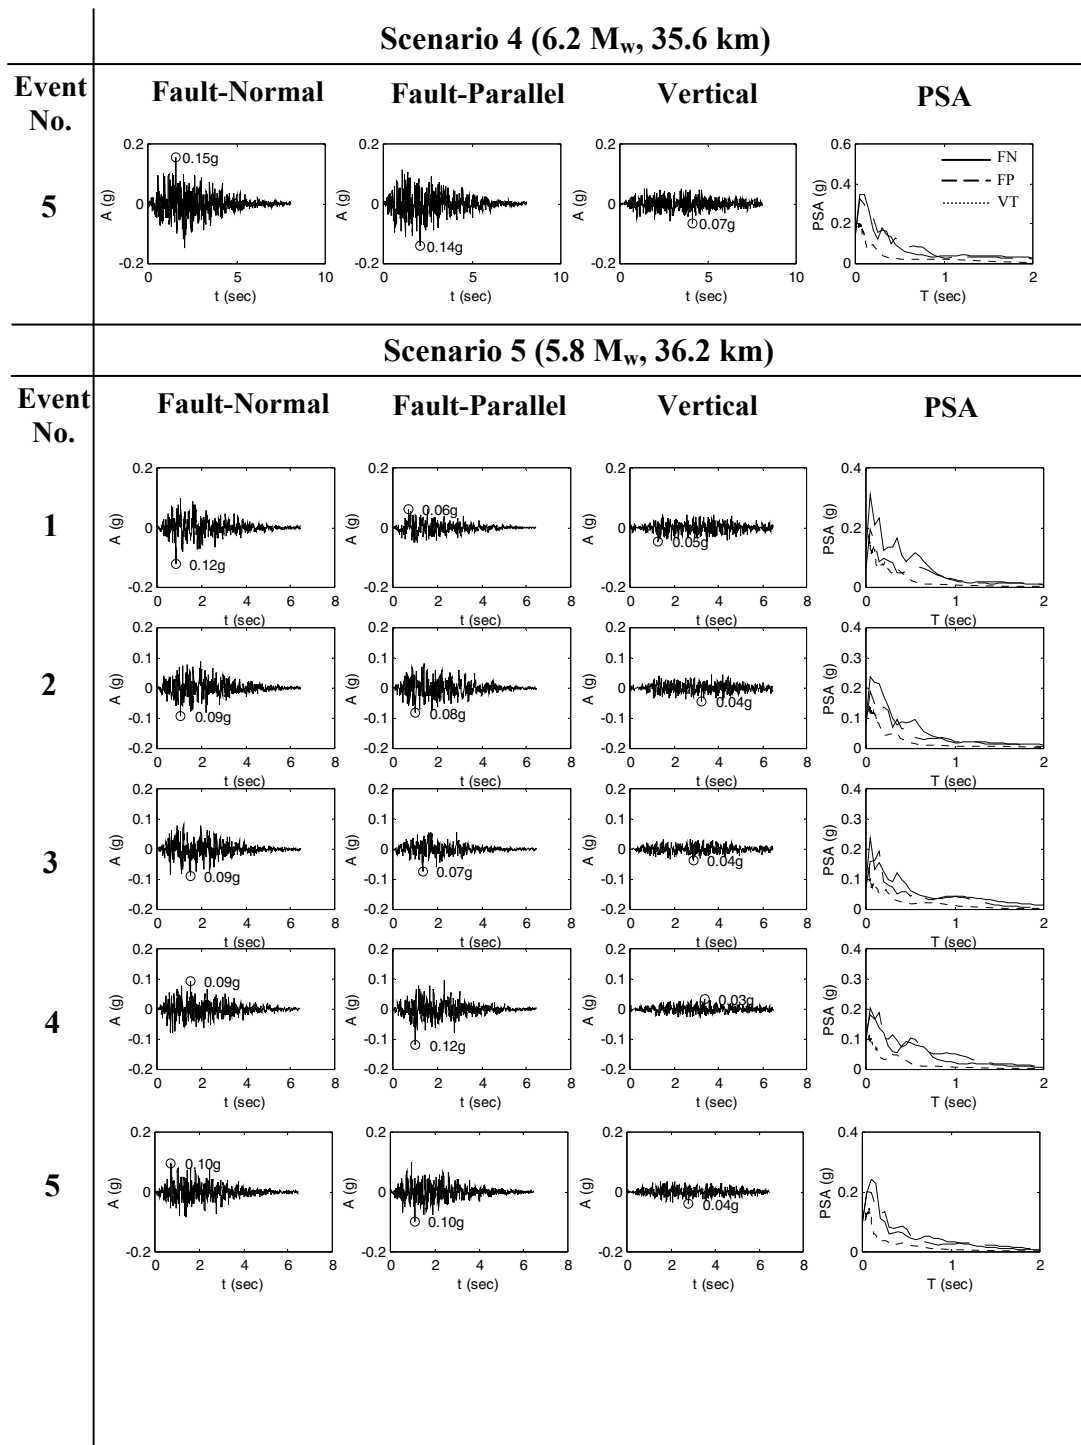 Scenario 4 (6.2 Mw, 35.6 km)
Event No.
Fault-Normal
Fault-Parallel
Vertical
PSA
5
0.2
0
-0.2
A (g)
0.15g
0
5
10
t (sec)
0.2
0
-0.2
A (g)
0.14g
0
5
10
t (sec)
0.2
0
-0.2
A (g)
0.07g
0
5
10
t (sec)
0.6
0.4
0.2
0
PSA (g)
FN
FP
VT
0
1
2
T (sec)
Scenario 5 (5.8 Mw, 36.2 km)
Event No.
Fault-Normal
Fault-Parallel
Vertical
PSA
1
0.2
0
-0.2
A (g)
0.12g
0 2 4 6 8
t (sec)
0.2
0
-0.2
A (g)
0.06g
0 2 4 6 8
t (sec)
0.2
0
-0.2
A (g)
0.05g
0 2 4 6 8
t (sec)
0.4
0.2
0
PSA (g)
0 1 2
T (sec)
2
0.2
0.1
0
-0.1
-0.2
A (g)
0.09g
0 2 4 6 8
t (sec)
0.2
0.1
0
-0.1
-0.2
A (g)
0.08g
0 2 4 6 8
t (sec)
0.2
0.1
0
-0.1
-0.2
A (g)
0.04g
0 2 4 6 8
t (sec)
0.4
0.3
0.2
0.1
0
PSA (g)
0 1 2
T (sec)
3
0.2
0.1
0
-0.1
-0.2
A (g)
0.09g
0 2 4 6 8
t (sec)
0.2
0.1
0
-0.1
-0.2
A (g)
0.07g
0 2 4 6 8
t (sec)
0.2
0.1
0
-0.1
-0.2
A (g)
0.04g
0 2 4 6 8
t (sec)
0.4
0.3
0.2
0.1
0
PSA (g)
0 1 2
T (sec)
4
0.2
0.1
0
-0.1
-0.2
A (g)
0.09g
0 2 4 6 8
t (sec)
0.2
0.1
0
-0.1
-0.2
A (g)
0.12g
0 2 4 6 8
t (sec)
0.2
0.1
0
-0.1
-0.2
A (g)
0.03g
0 2 4 6 8
t (sec)
0.4
0.3
0.2
0.1
0
PSA (g)
0 1 2
T (sec)
5
0.2
0
-0.2
A (g)
0.10g
0 2 4 6 8
t (sec)
0.2
0
-0.2
A (g)
0.10g
0 2 4 6 8
t (sec)
0.2
0
-0.2
A (g)
0.04g
0 2 4 6 8
t (sec)
0.4
0.2
0
PSA (g)
0 1 2
T (sec)